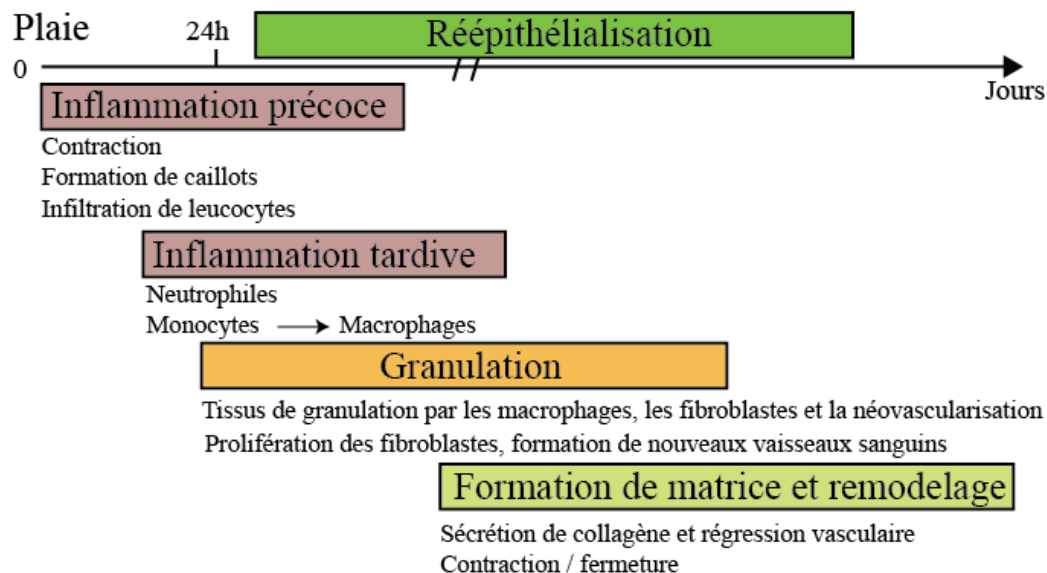 Plaie
24h
Réépithélialisation
0
Jours
Inflammation précoce
Contraction
Formation de caillots
Infiltration de leucocytes
Inflammation tardive
Neutrophiles
Monocytes → Macrophages
Granulation
Tissus de granulation par les macrophages, les fibroblastes et la néovascularisation
Prolifération des fibroblastes, formation de nouveaux vaisseaux sanguins
Formation de matrice et remodelage
Sécrétion de collagène et régression vasculaire
Contraction / fermeture